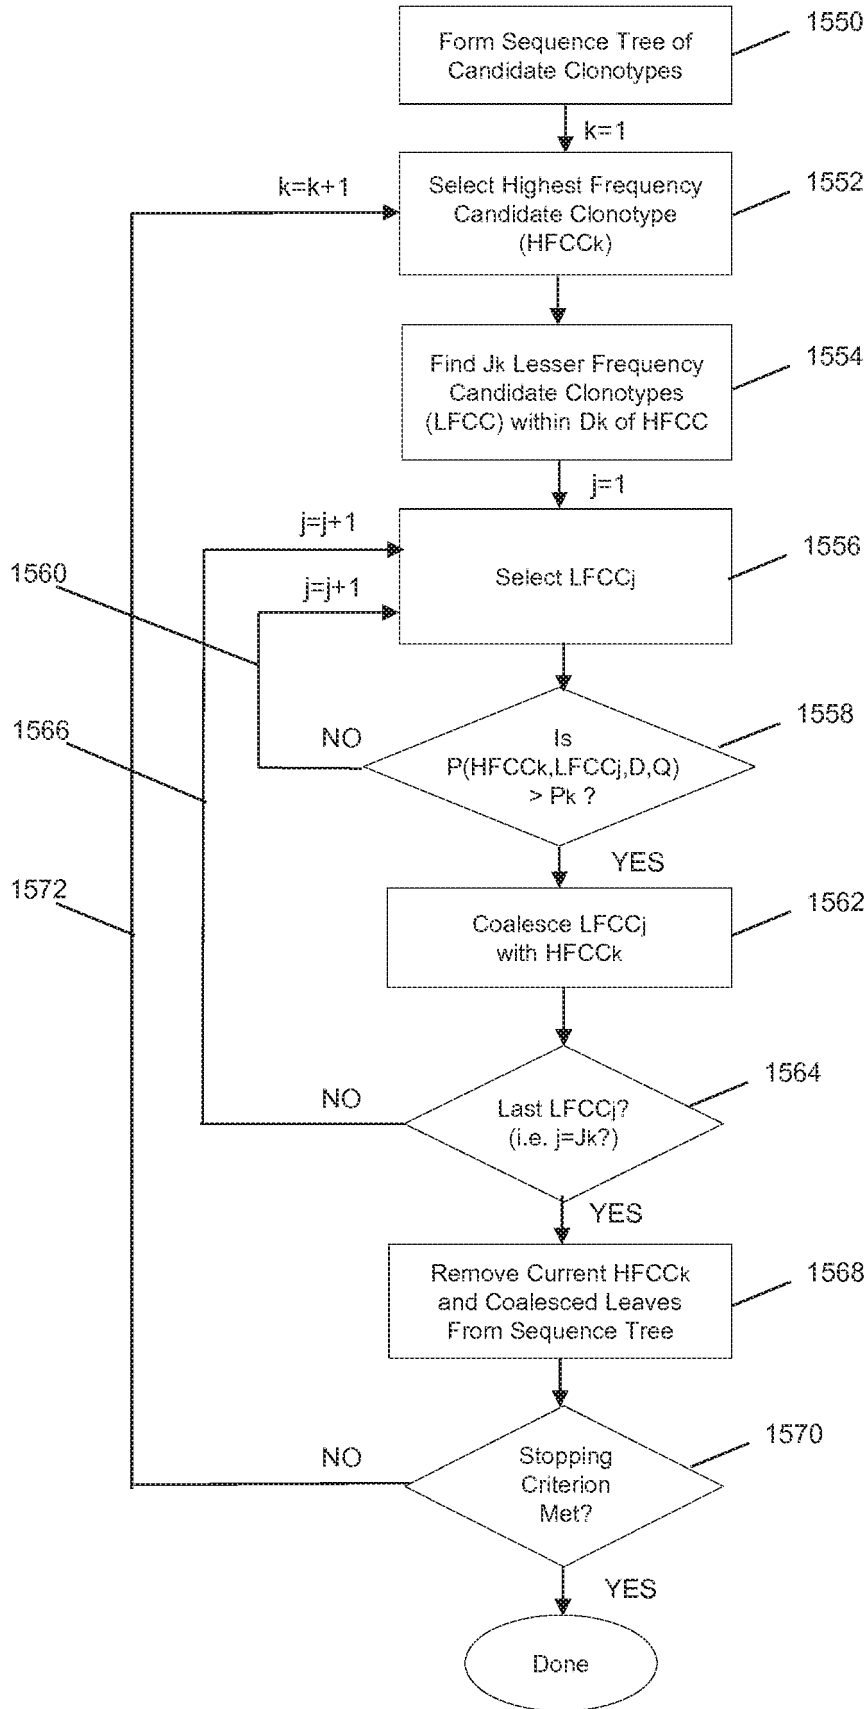 1550
Form Sequence Tree of
Candidate Clonotypes
k=1
k=k+1
1552
Select Highest Frequency
Candidate Clonotype
(HFCCk)
1554
Find Jk Lesser Frequency
Candidate Clonotypes
(LFCC) within Dk of HFCC
j=1
j=j+1
1556
1560
j=j+1
Select LFCCj
1558
1566
NO
Is
P(HFCCk,LFCCj,D,Q)
> Pk ?
YES
1572
1562
Coalesce LFCCj
with HFCCk
1564
NO
Last LFCCj?
(i.e. j=Jk?)
YES
1568
Remove Current HFCCk
and Coalesced Leaves
From Sequence Tree
1570
NO
Stopping
Criterion
Met?
YES
Done